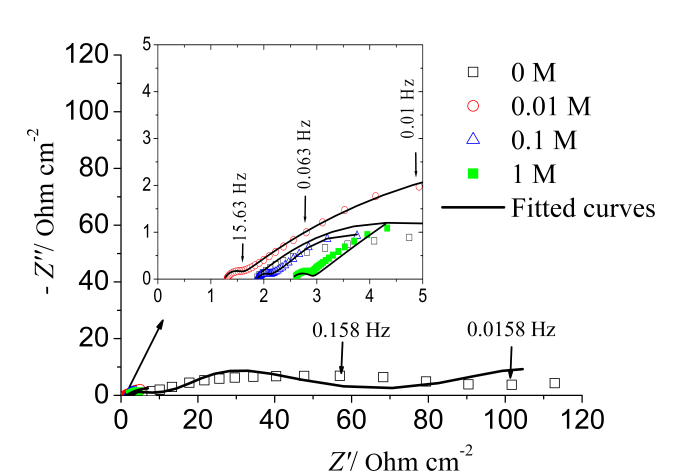 - Z''/ Ohm cm-2
120
100
80
60
40
20
0
0 20 40 60 80 100 120
Z'/ Ohm cm-2
5
4
3
2
1
0
0 1 2 3 4 5
15.63 Hz
0.063 Hz
0.01 Hz
0 M
0.01 M
0.1 M
1 M
Fitted curves
0.158 Hz
0.0158 Hz